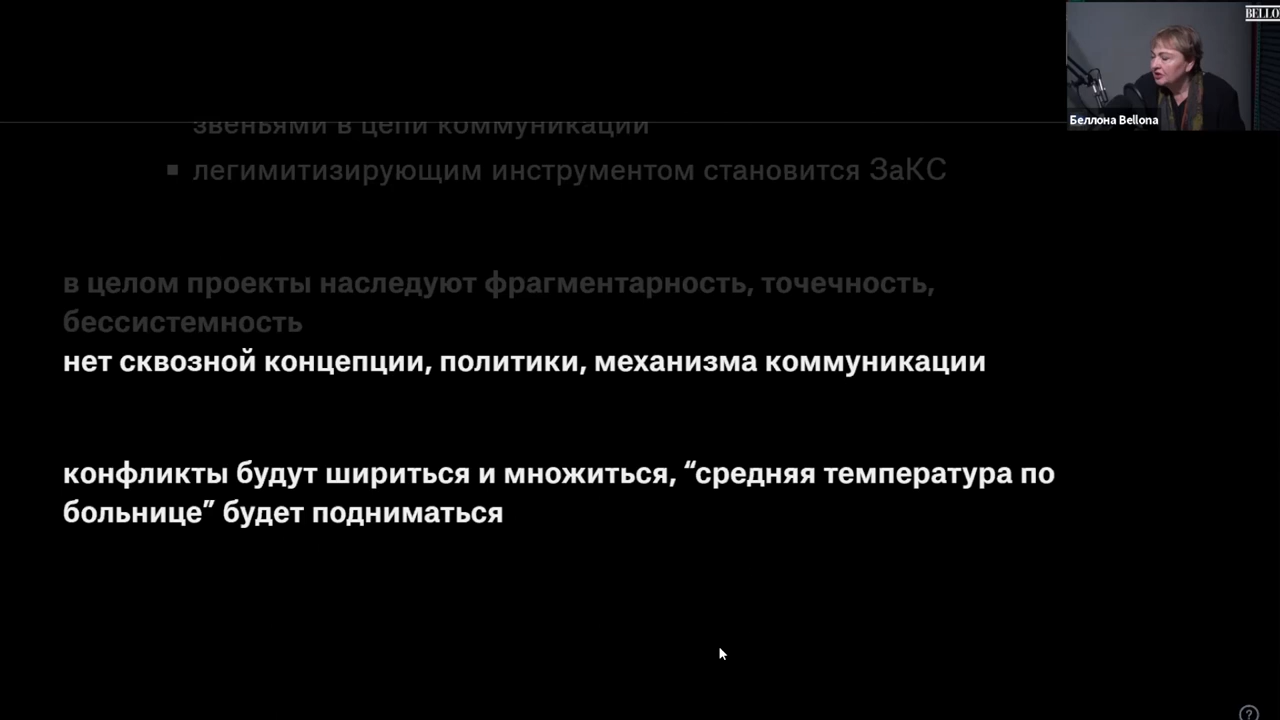 BELLO
Беллона Bellona
звеньями в цепи коммуникации
▪ легимитизирующим инструментом становится ЗаКС
в целом проекты наследуют фрагментарность, точечность,
бессистемность
нет сквозной концепции, политики, механизма коммуникации
конфликты будут шириться и множиться, “средняя температура по
больнице” будет подниматься
?